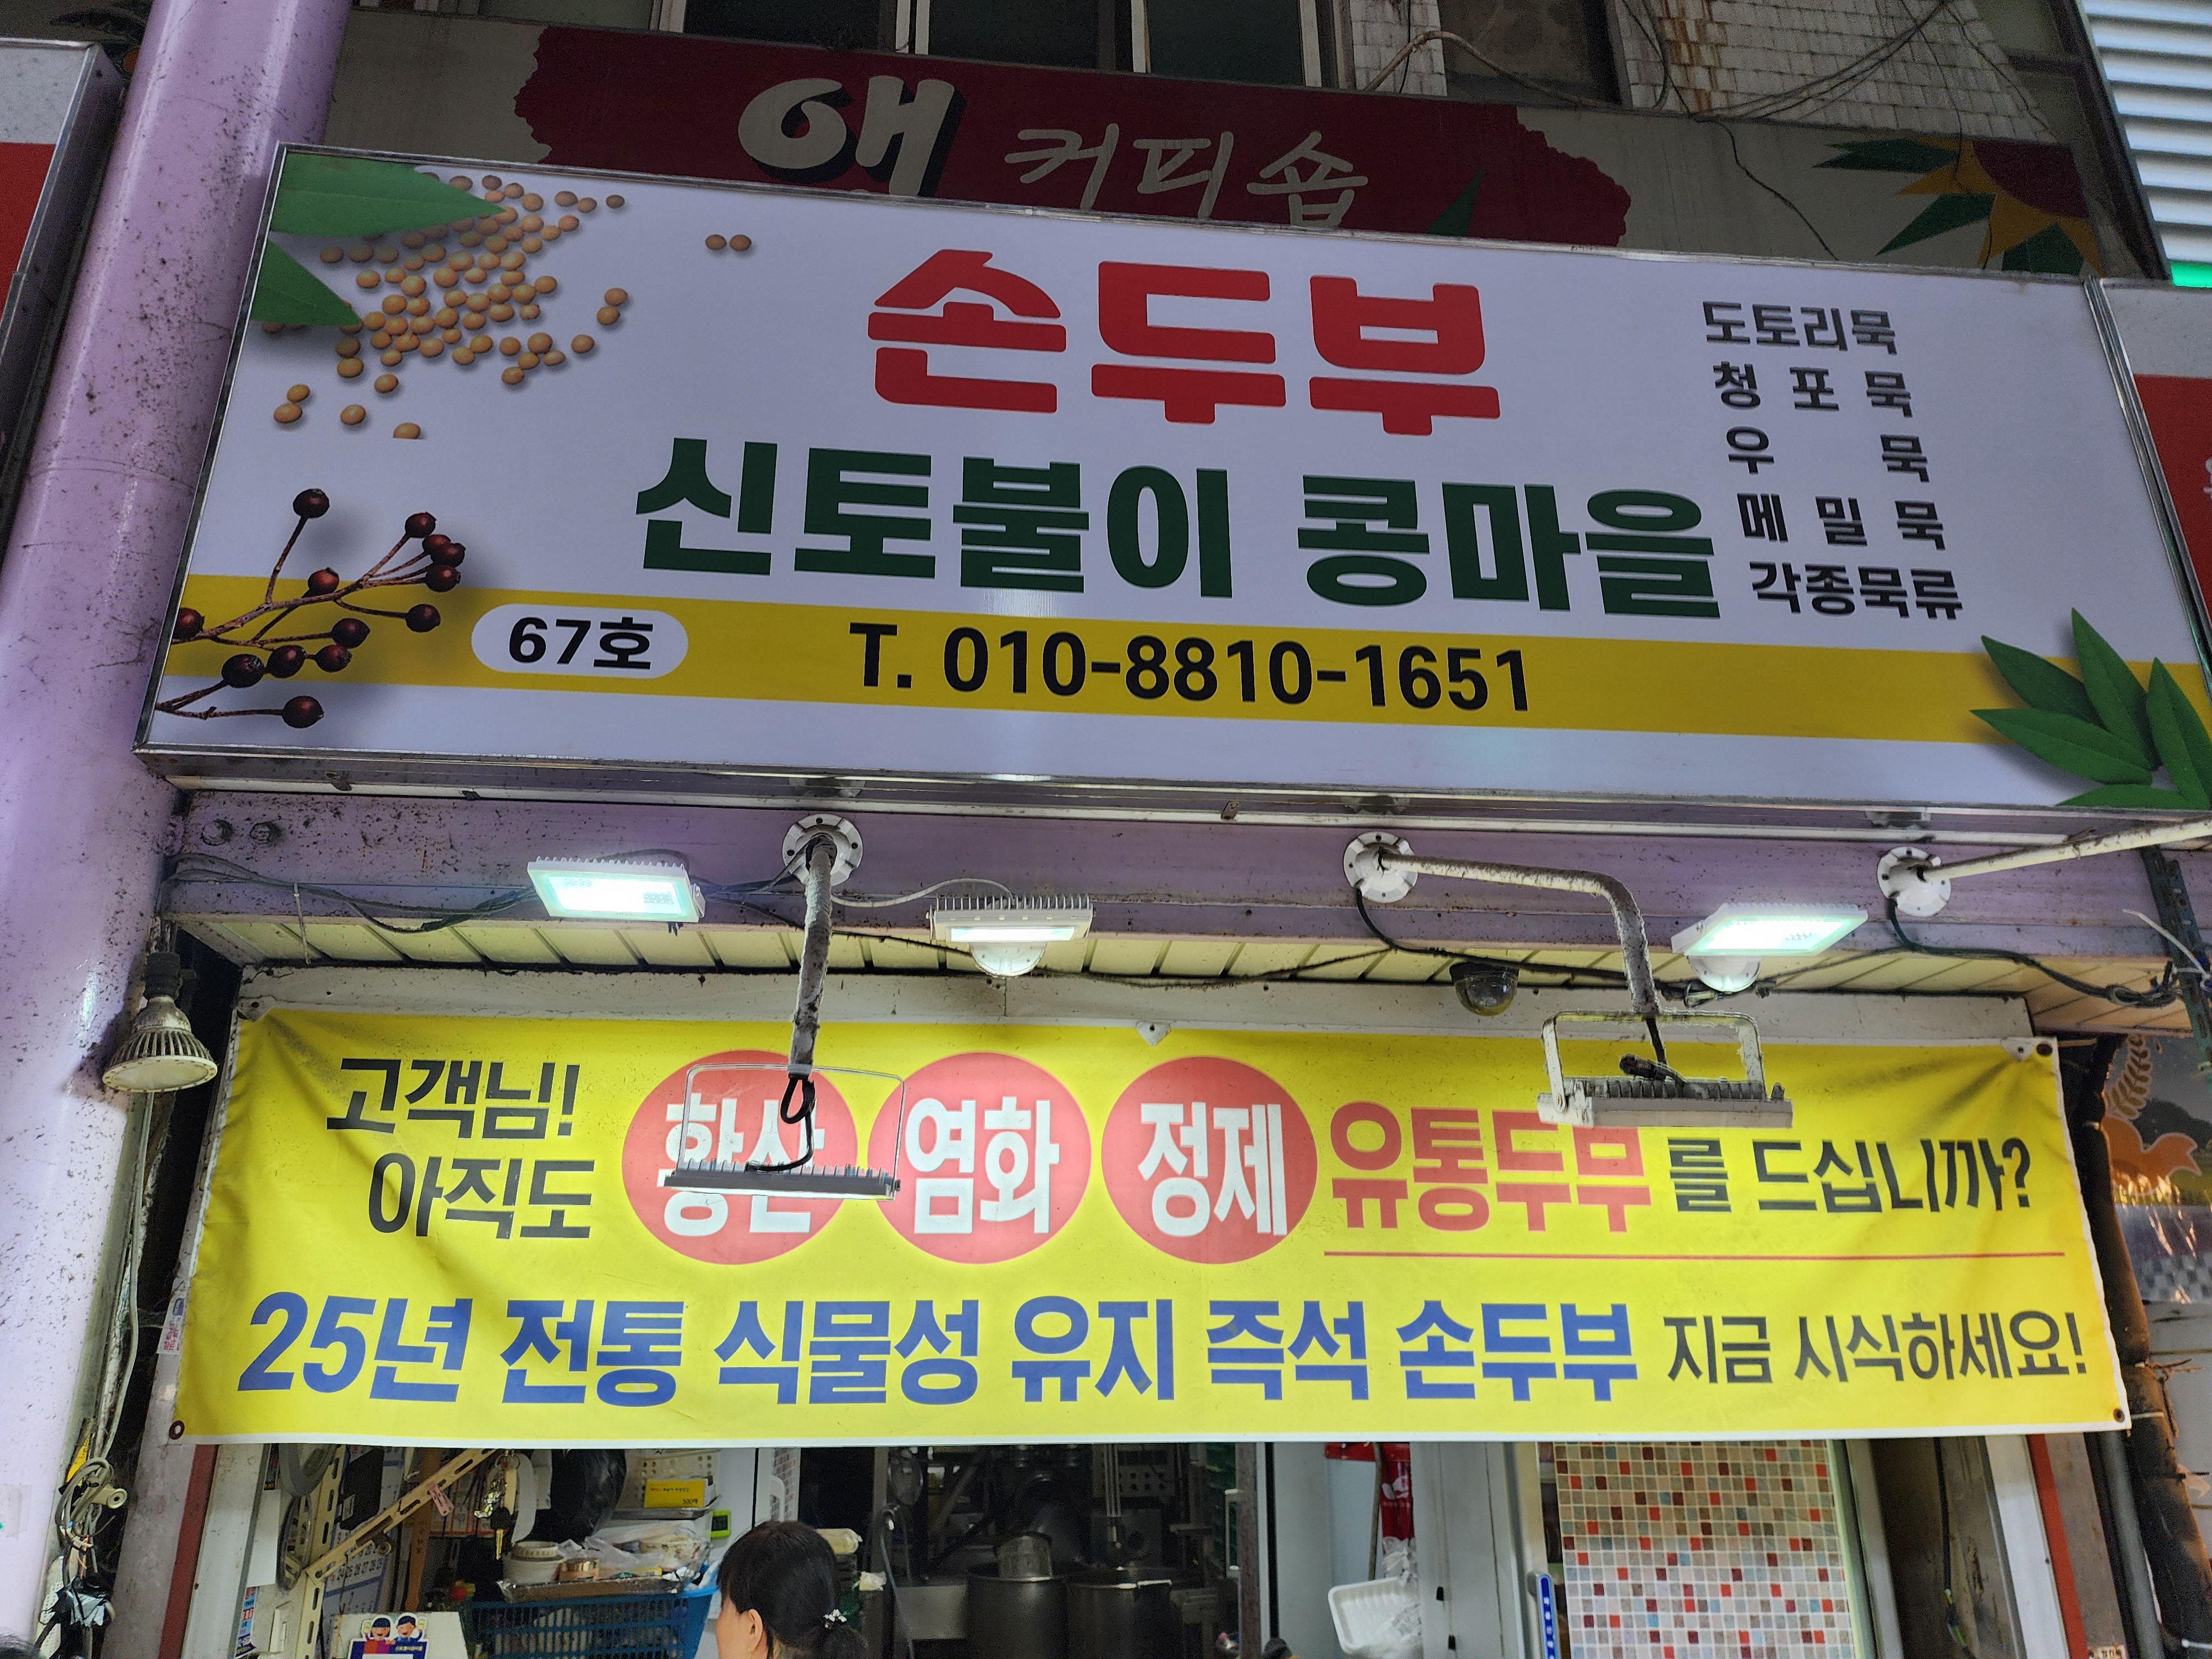 애 커피숍
손두부
신토불이 콩마을
도토리묵
청 포 묵
우 묵
메 밀 묵
각종묵류
67호 T. 010-8810-1651
고객님!
아직도 황산 염화 정제 유통두부를 드십니까?
25년 전통 식물성 유지 즉석 손두부 지금 시식하세요!